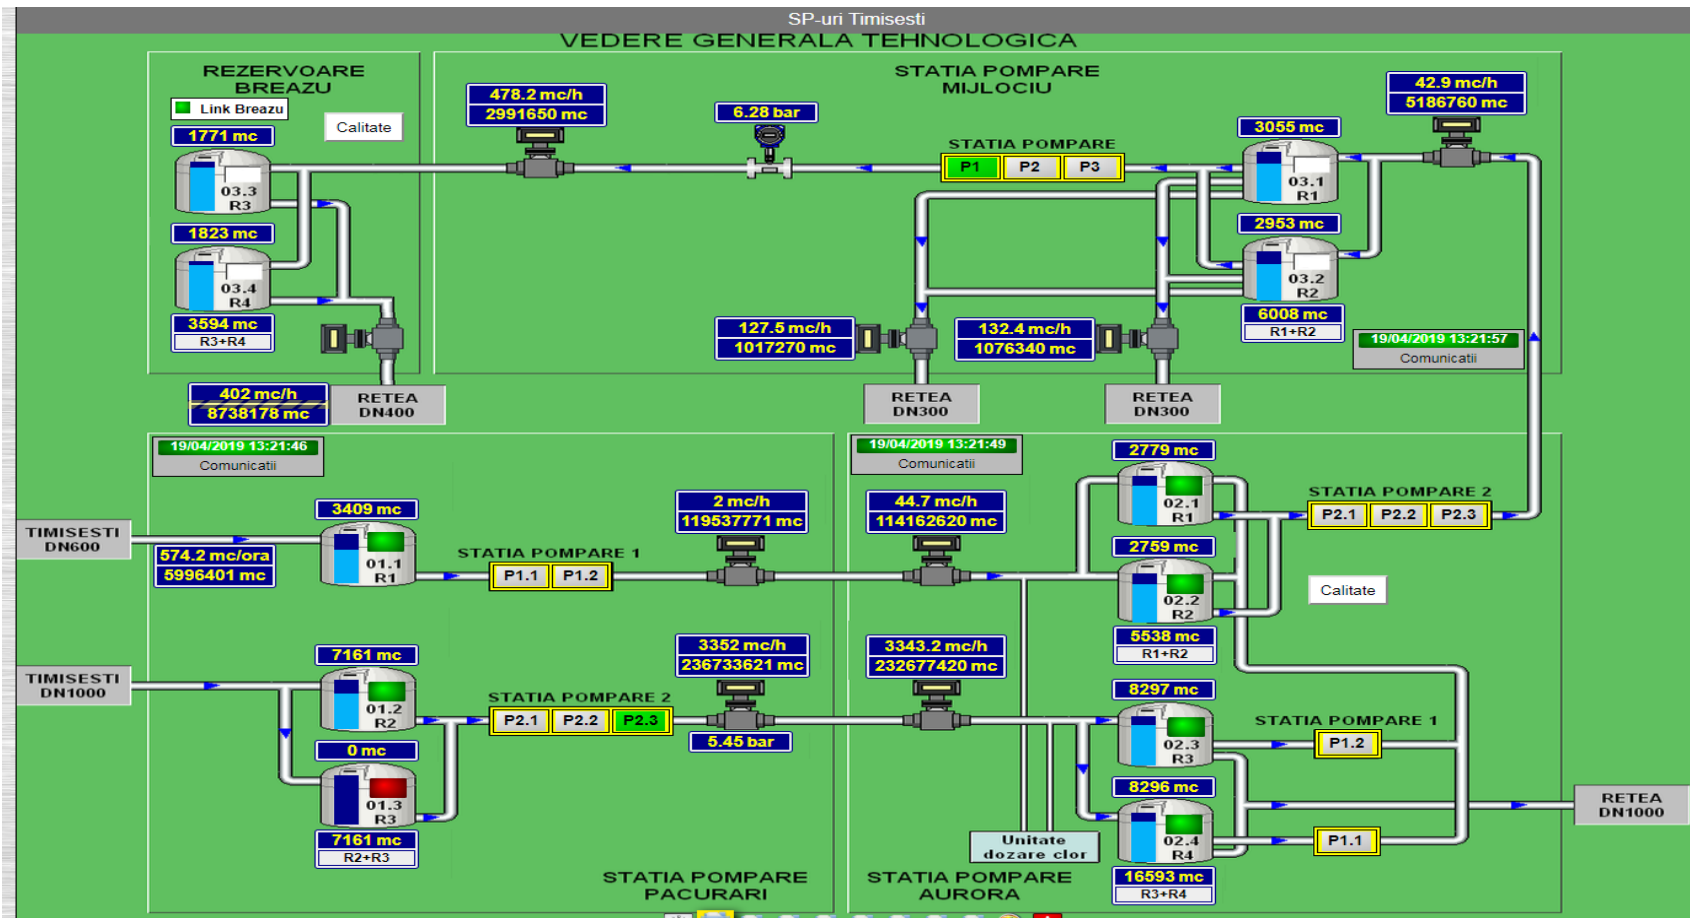 SP-uri Timisesti
VEDERE GENERALA TEHNOLOGICA
REZERVOARE
BREAZU
Link Breazu
Calitate
1771 mc
03.3
R3
1823 mc
03.4
R4
3594 mc
R3+R4
402 mc/h
8738178 mc
RETEA
DN400
STATIA POMPARE
MIJLOCIU
478.2 mc/h
2991650 mc
6.28 bar
STATIA POMPARE
P1
P2
P3
3055 mc
03.1
R1
2953 mc
03.2
R2
6008 mc
R1+R2
42.9 mc/h
5186760 mc
127.5 mc/h
1017270 mc
132.4 mc/h
1076340 mc
19/04/2019 13:21:57
Comunicatii
RETEA
DN300
RETEA
DN300
19/04/2019 13:21:46
Comunicatii
TIMISESTI
DN600
574.2 mc/ora
5996401 mc
3409 mc
01.1
R1
STATIA POMPARE 1
P1.1
P1.2
2 mc/h
119537771 mc
TIMISESTI
DN1000
7161 mc
01.2
R2
0 mc
01.3
R3
7161 mc
R2+R3
STATIA POMPARE 2
P2.1
P2.2
P2.3
3352 mc/h
236733621 mc
5.45 bar
STATIA POMPARE
PACURARI
19/04/2019 13:21:49
Comunicatii
44.7 mc/h
114162620 mc
3343.2 mc/h
232677420 mc
2779 mc
02.1
R1
2759 mc
02.2
R2
5538 mc
R1+R2
STATIA POMPARE 2
P2.1
P2.2
P2.3
Calitate
8297 mc
02.3
R3
8296 mc
02.4
R4
16593 mc
R3+R4
STATIA POMPARE 1
P1.2
P1.1
Unitate
dozare clor
STATIA POMPARE
AURORA
RETEA
DN1000